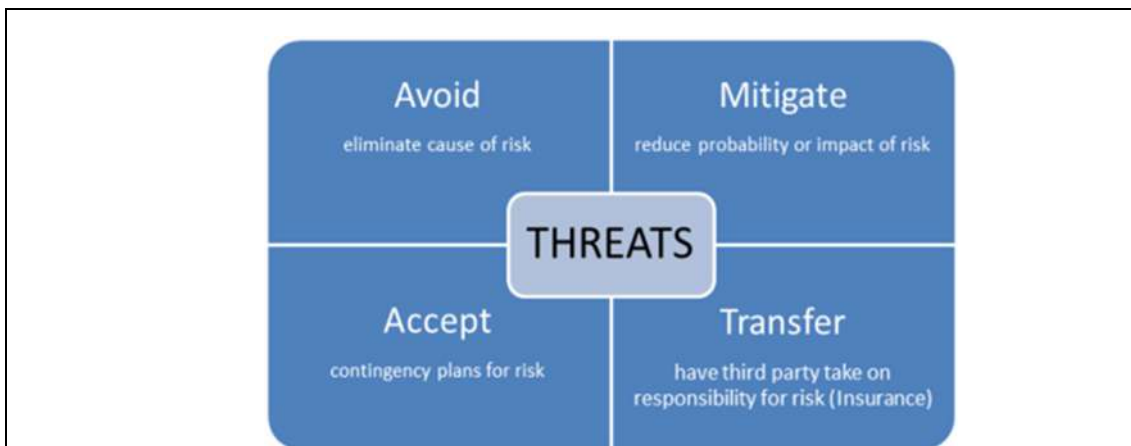 Avoid
eliminate cause of risk
Mitigate
reduce probability or impact of risk
THREATS
Accept
contingency plans for risk
Transfer
have third party take on
responsibility for risk (Insurance)